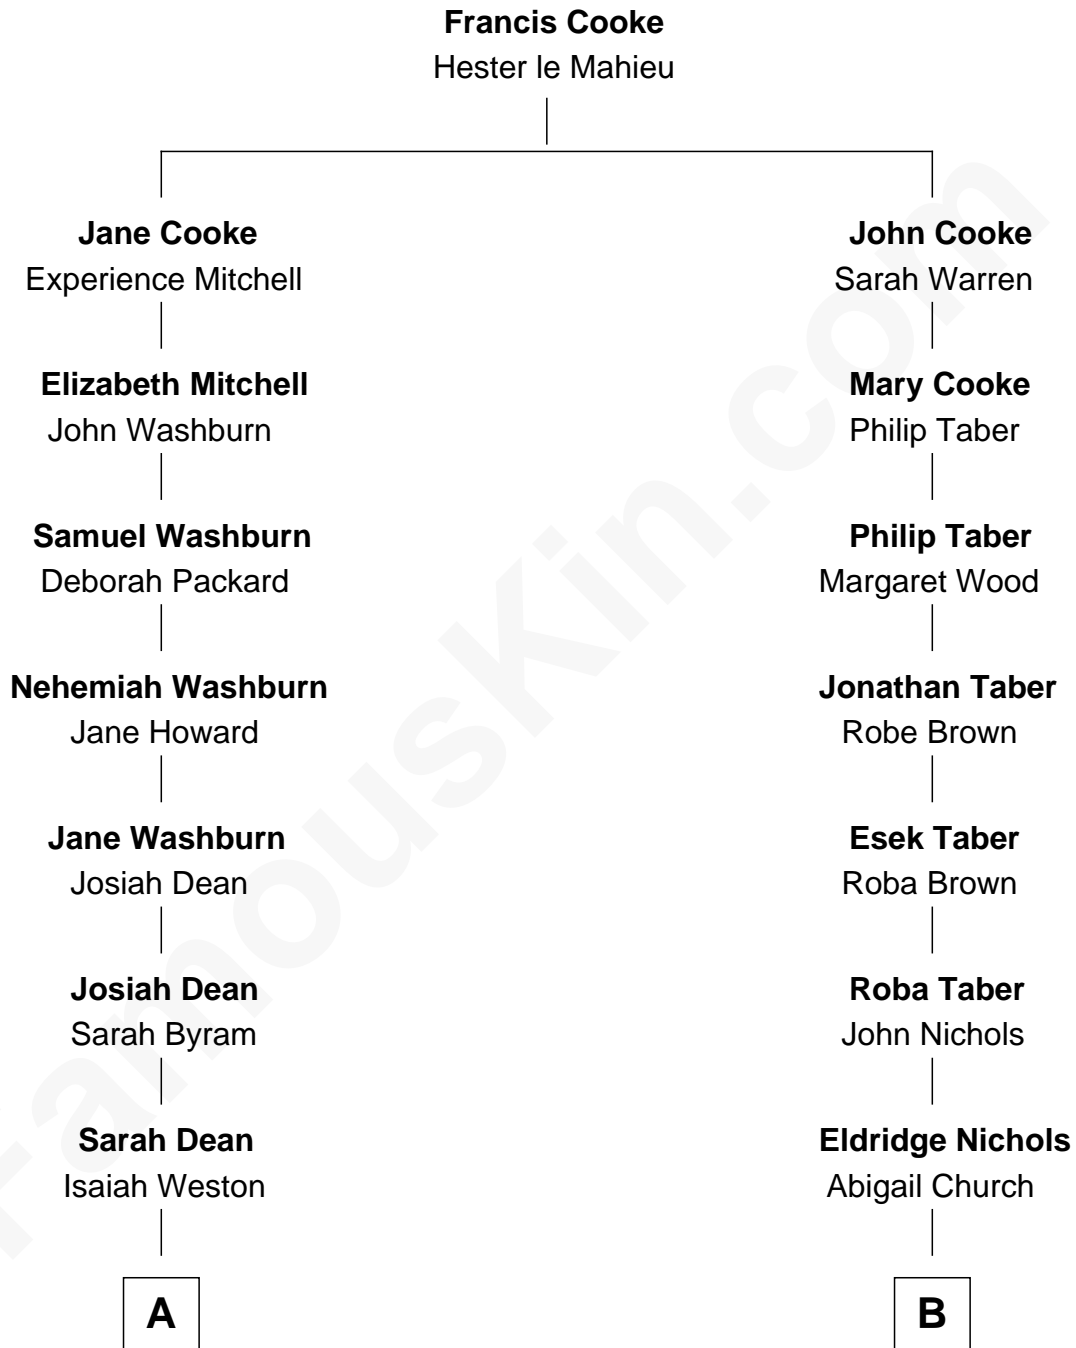 Francis Cooke
Hester le Mahieu
Jane Cooke
Experience Mitchell
John Cooke
Sarah Warren
Elizabeth Mitchell
John Washburn
Mary Cooke
Philip Taber
Samuel Washburn
Deborah Packard
Philip Taber
Margaret Wood
Nehemiah Washburn
Jane Howard
Jonathan Taber
Robe Brown
Jane Washburn
Josiah Dean
Esek Taber
Roba Brown
Josiah Dean
Sarah Byram
Roba Taber
John Nichols
Sarah Dean
Isaiah Weston
Eldridge Nichols
Abigail Church
A
B
FamousKin.com